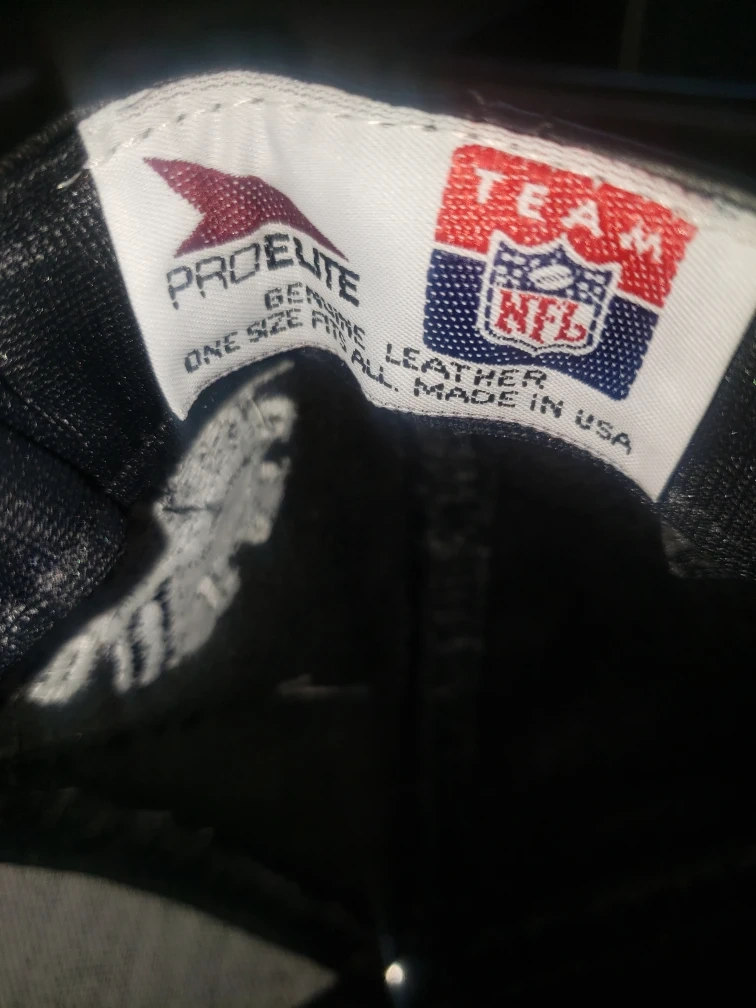 TEAM
NFL
PROELITE
GENUINE LEATHER
ONE SIZE FITS ALL. MADE IN USA